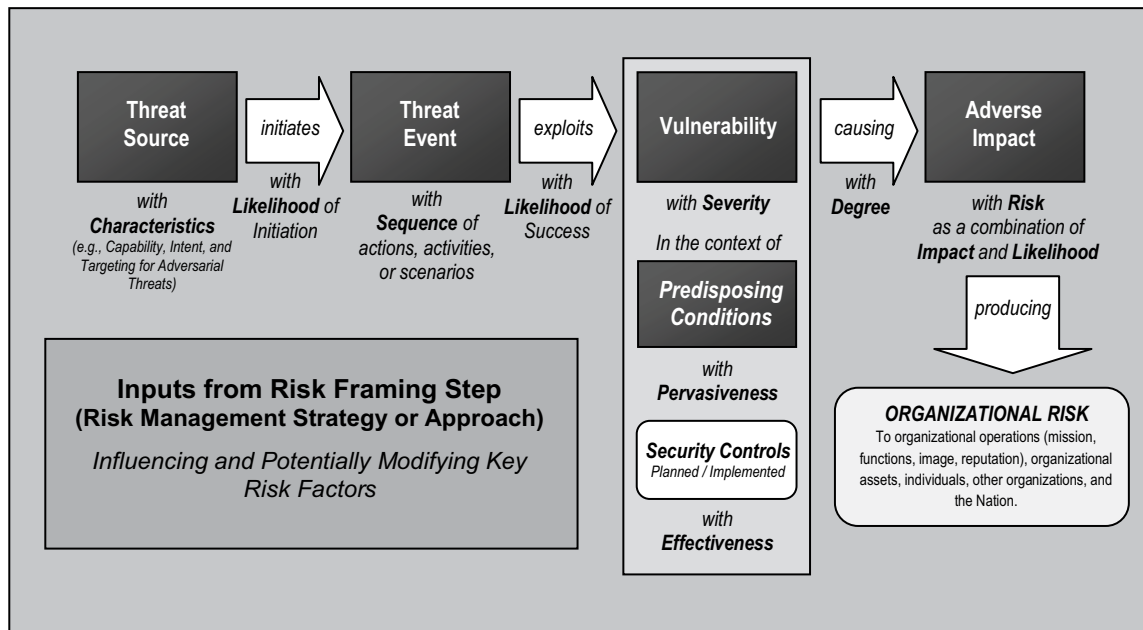 Threat
Source
initiates
Threat
Event
exploits
Vulnerability
causing
Adverse
Impact
with
Characteristics
(e.g., Capability, Intent, and
Targeting for Adversarial
Threats)
with
Likelihood of
Initiation
with
Sequence of
actions, activities,
or scenarios
with
Likelihood of
Success
with Severity
In the context of
Predisposing
Conditions
with
Pervasiveness
Security Controls
Planned / Implemented
with
Effectiveness
with
Degree
with Risk
as a combination of
Impact and Likelihood
producing
ORGANIZATIONAL RISK
To organizational operations (mission,
functions, image, reputation), organizational
assets, individuals, other organizations, and
the Nation.
Inputs from Risk Framing Step
(Risk Management Strategy or Approach)
Influencing and Potentially Modifying Key
Risk Factors